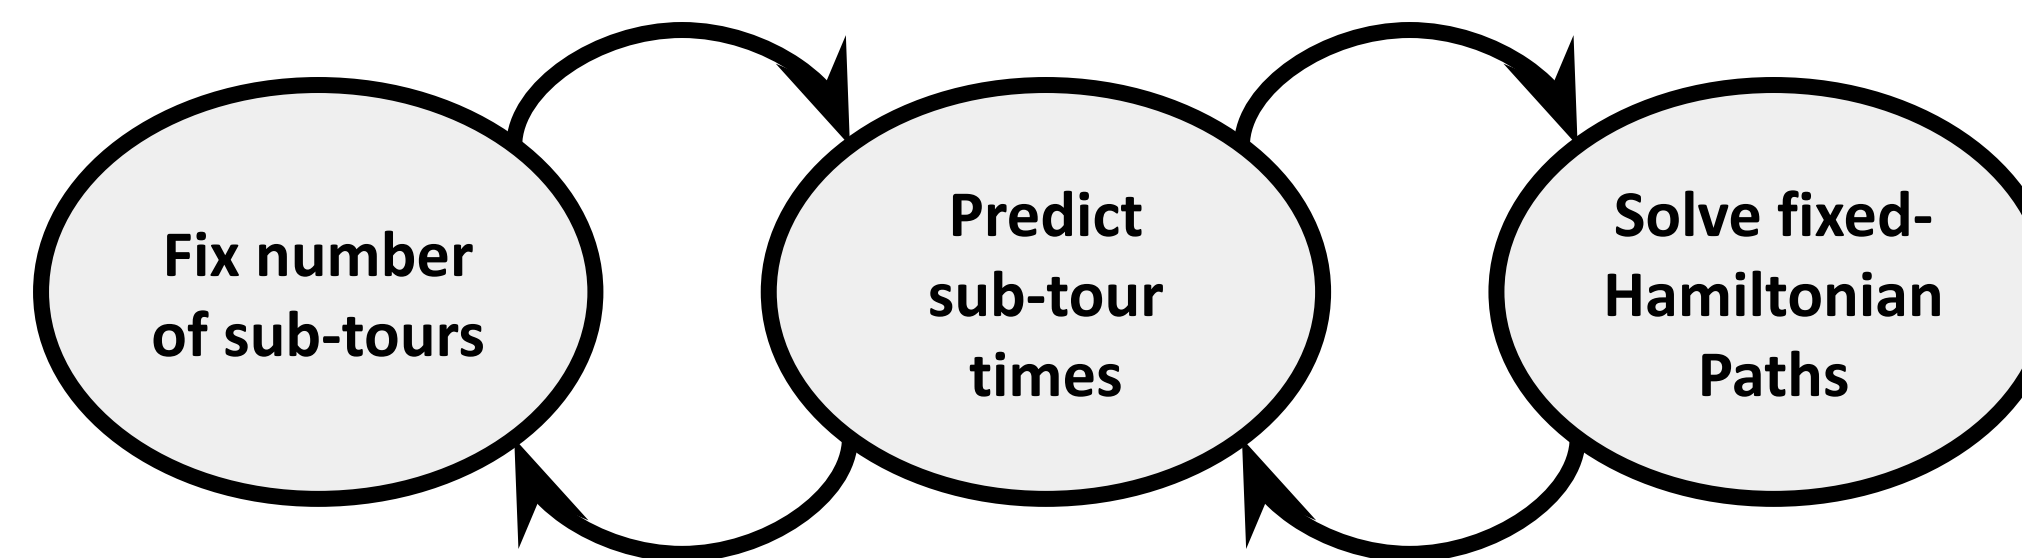 Fix number
of sub-tours
Predict
sub-tour
times
Solve fixed-
Hamiltonian
Paths